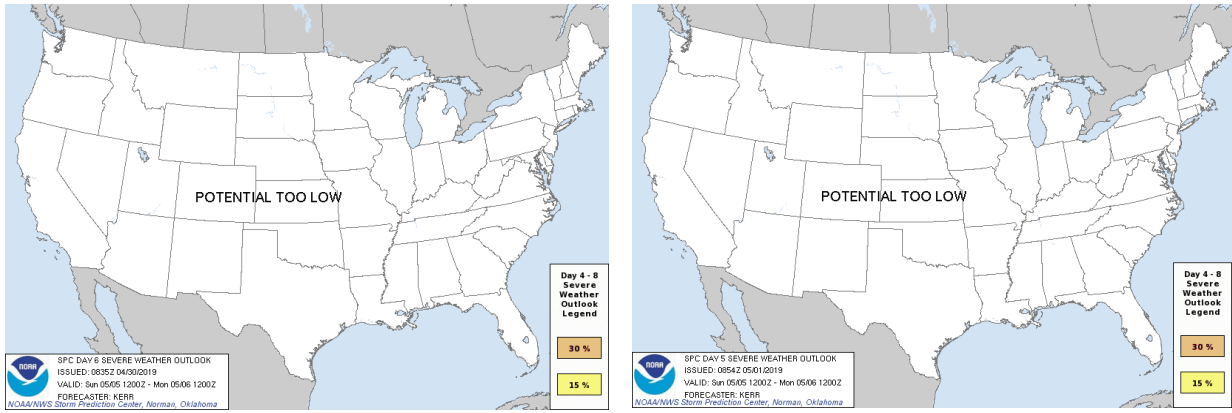 POTENTIAL TOO LOW
Day 4 - 8
Severe
Weather
Outlook
Legend
30 %
15 %
NOAA
SPC DAY 6 SEVERE WEATHER OUTLOOK
ISSUED: 0835Z 04/30/2019
VALID: Sun 05/05 1200Z - Mon 05/06 1200Z
FORECASTER: KERR
NOAA/NWS Storm Prediction Center, Norman, Oklahoma
POTENTIAL TOO LOW
Day 4 - 8
Severe
Weather
Outlook
Legend
30 %
15 %
NOAA
SPC DAY 5 SEVERE WEATHER OUTLOOK
ISSUED: 0854Z 05/01/2019
VALID: Sun 05/05 1200Z - Mon 05/06 1200Z
FORECASTER: KERR
NOAA/NWS Storm Prediction Center, Norman, Oklahoma